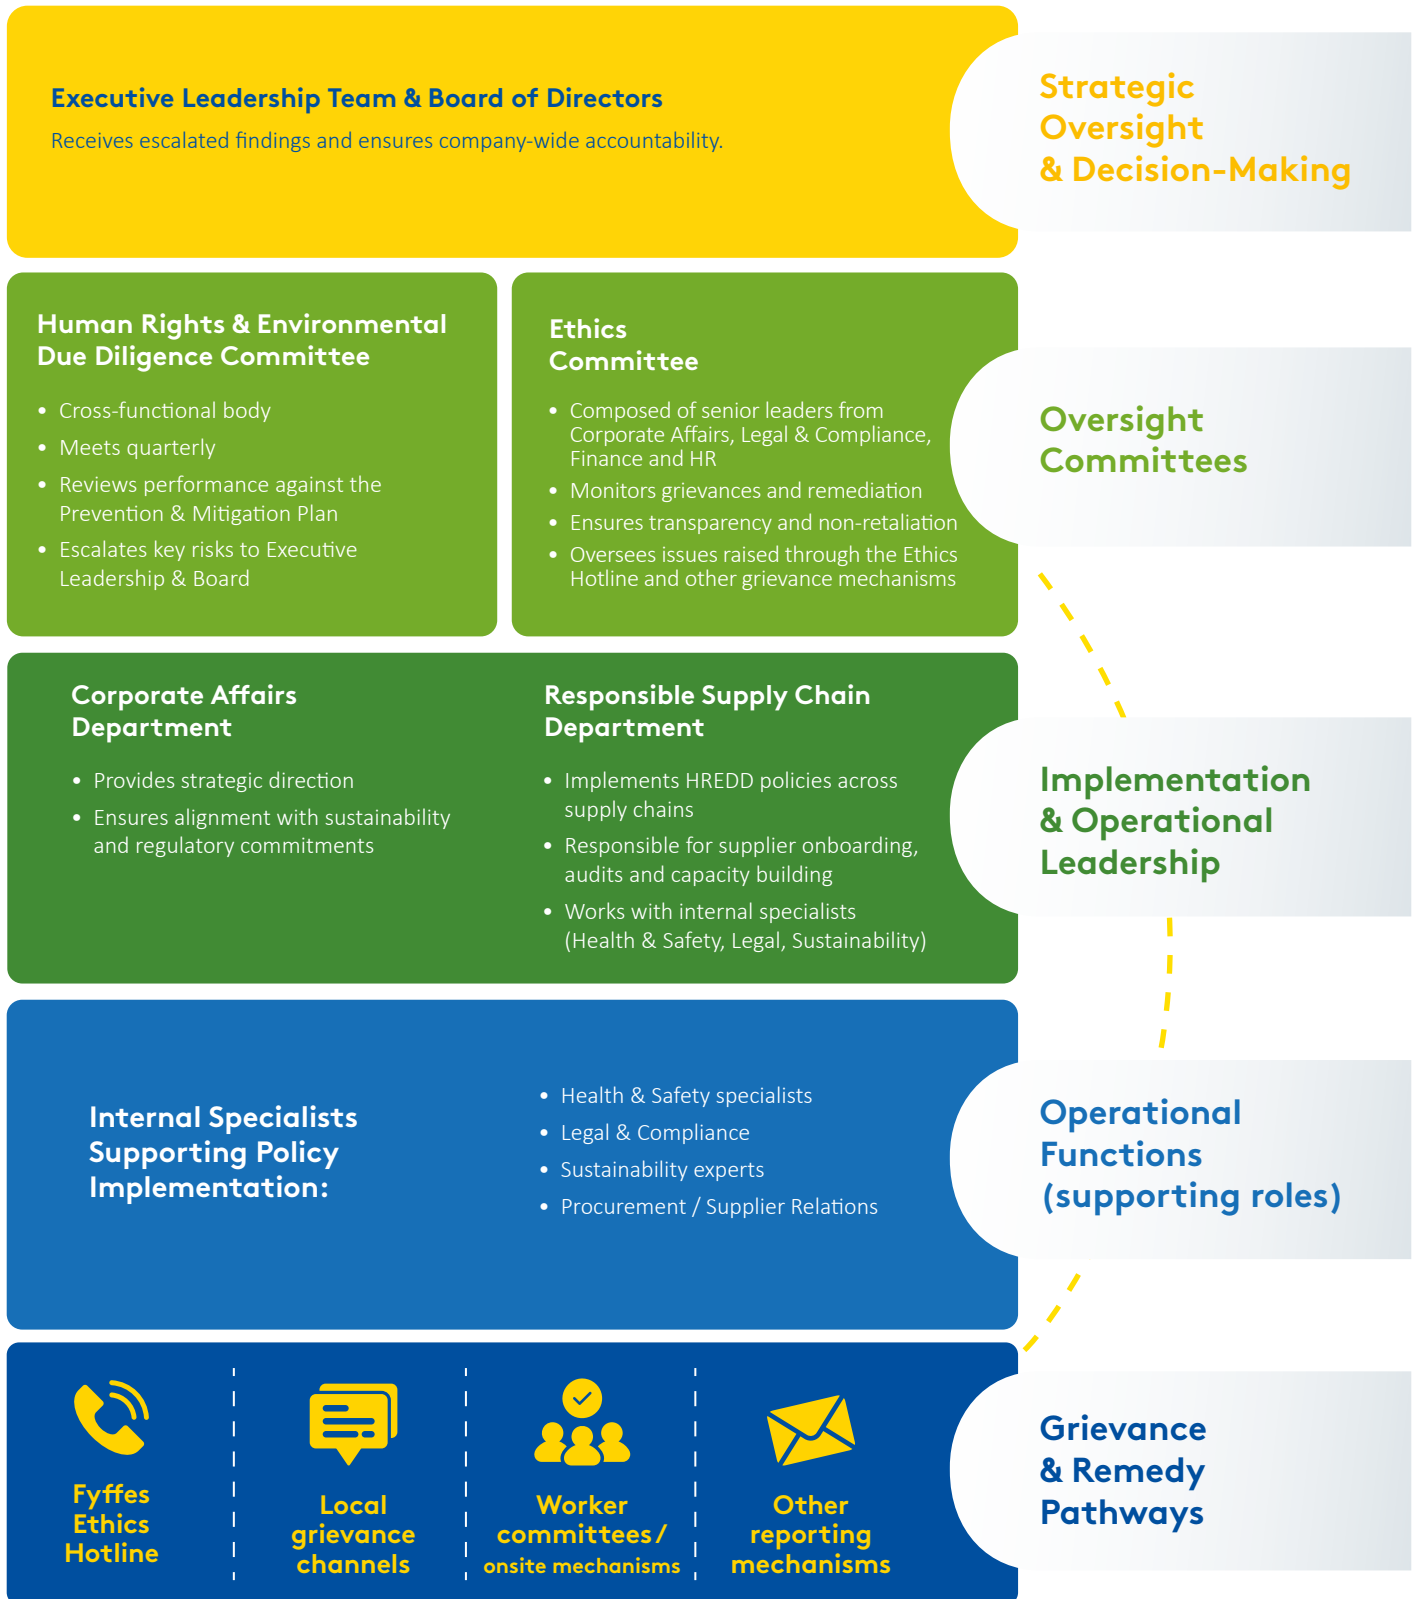 Executive Leadership Team & Board of Directors
Receives escalated findings and ensures company-wide accountability.
Strategic
Oversight
& Decision-Making
Human Rights & Environmental
Due Diligence Committee
• Cross-functional body
• Meets quarterly
• Reviews performance against the
Prevention & Mitigation Plan
• Escalates key risks to Executive
Leadership & Board
Ethics
Committee
• Composed of senior leaders from
Corporate Affairs, Legal & Compliance,
Finance and HR
• Monitors grievances and remediation
• Ensures transparency and non-retaliation
• Oversees issues raised through the Ethics
Hotline and other grievance mechanisms
Oversight
Committees
Corporate Affairs
Department
• Provides strategic direction
• Ensures alignment with sustainability
and regulatory commitments
Responsible Supply Chain
Department
• Implements HREDD policies across
supply chains
• Responsible for supplier onboarding,
audits and capacity building
• Works with internal specialists
(Health & Safety, Legal, Sustainability)
Implementation
& Operational
Leadership
Internal Specialists
Supporting Policy
Implementation:
• Health & Safety specialists
• Legal & Compliance
• Sustainability experts
• Procurement / Supplier Relations
Operational
Functions
(supporting roles)
Fyffes
Ethics
Hotline
Local
grievance
channels
Worker
committees /
onsite mechanisms
Other
reporting
mechanisms
Grievance
& Remedy
Pathways